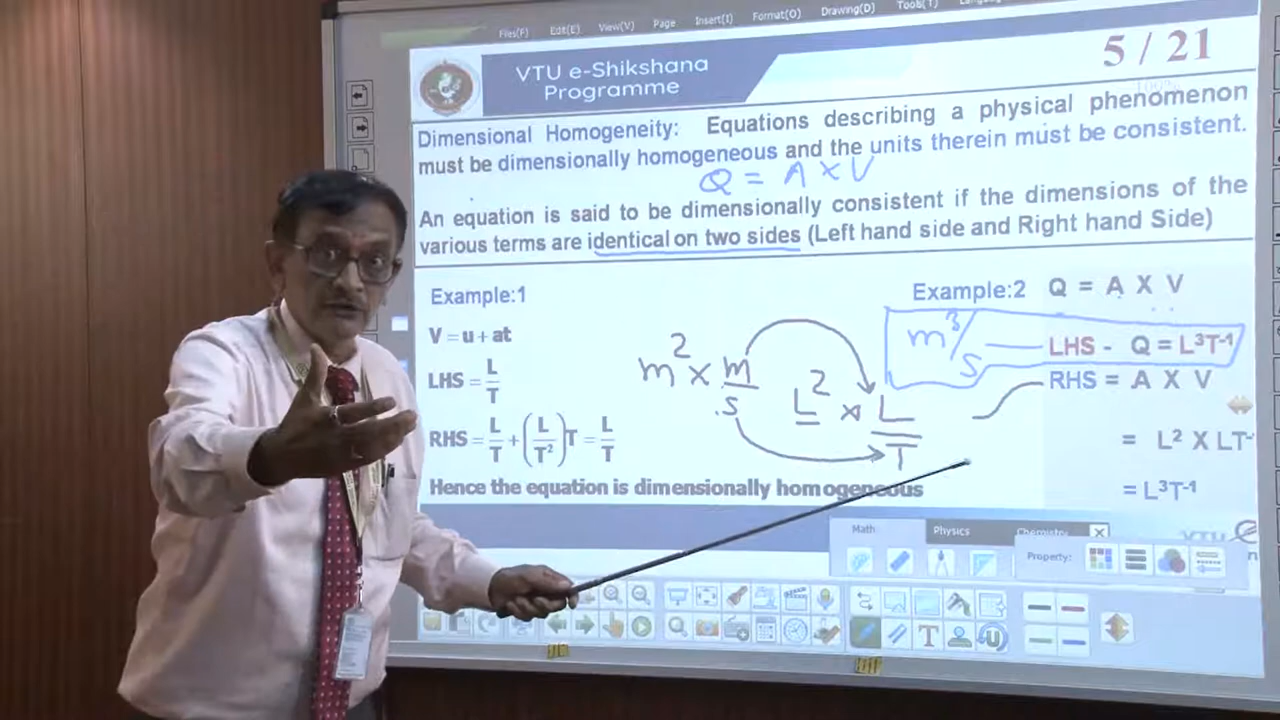 Files(F) Edit(E) View(V) Page Insert(I) Format(O) Drawing(D) Tools(T)
VTU e-Shikshana
Programme
5 / 21
100%
Dimensional Homogeneity: Equations describing a physical phenomenon
must be dimensionally homogeneous and the units therein must be consistent.
Q = A × V
An equation is said to be dimensionally consistent if the dimensions of the
various terms are identical on two sides (Left hand side and Right hand Side)
Example:1
V = u + at
LHS = L/T
RHS = L/T + (L/T²)T = L/T
Hence the equation is dimensionally homogeneous
m² × m/s
L² × L/T
Example:2 Q = A X V
m³/s
LHS - Q = L³T⁻¹
RHS = A X V
= L² X LT⁻
= L³T⁻¹
Math Physics Chemistry
Property:
VTU